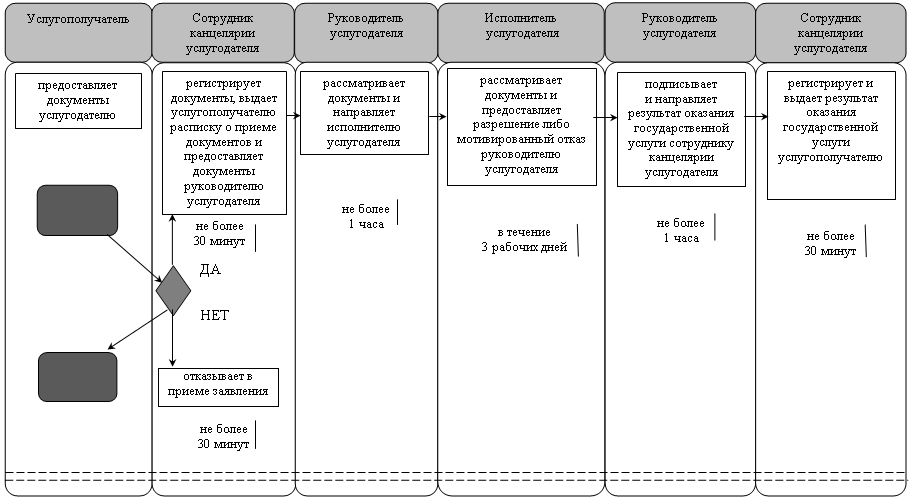 Услугополучатель
Сотрудник
канцелярии
услугодателя
Руководитель
услугодателя
Исполнитель
услугодателя
Руководитель
услугодателя
Сотрудник
канцелярии
услугодателя
предоставляет
документы
услугодателю
регистрирует
документы, выдает
услугополучателю
расписку о приеме
документов и
предоставляет
документы
руководителю
услугодателя
не более
30 минут
ДА
НЕТ
отказывает в
приеме заявления
не более
30 минут
рассматривает
документы и
направляет
исполнителю
услугодателя
не более
1 часа
рассматривает
документы и
предоставляет
разрешение либо
мотивированный отказ
руководителю
услугодателя
в течение
3 рабочих дней
подписывает
и направляет
результат оказания
государственной
услуги сотруднику
канцелярии
услугодателя
не более
1 часа
регистрирует и
выдает результат
оказания
государственной
услуги
услугополучателю
не более
30 минут